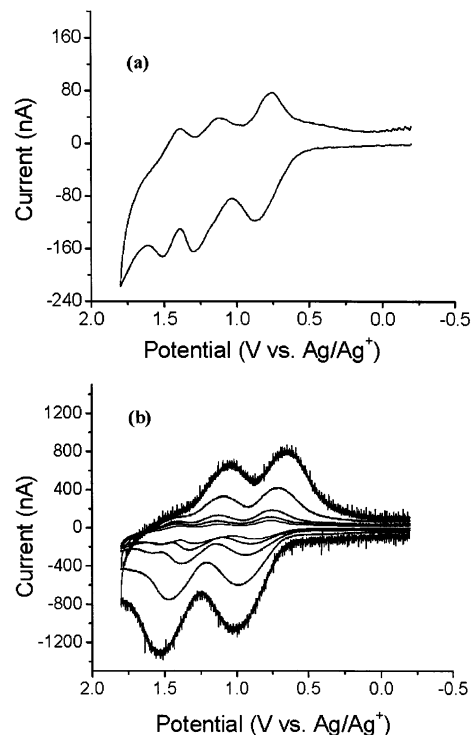 (a)
Current (nA)
160
80
0
-80
-160
-240
2.0 1.5 1.0 0.5 0.0 -0.5
Potential (V vs. Ag/Ag⁺)
(b)
Current (nA)
1200
800
400
0
-400
-800
-1200
2.0 1.5 1.0 0.5 0.0 -0.5
Potential (V vs. Ag/Ag⁺)